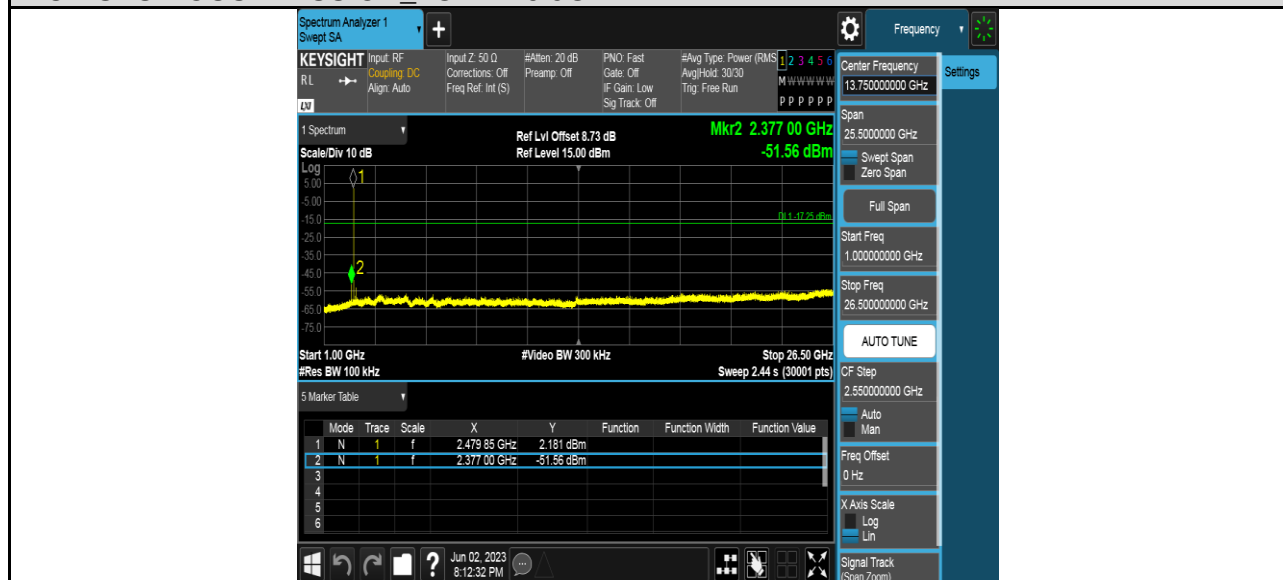 Spectrum Analyzer 1
Swept SA
+
Frequency
KEYSIGHT
Input: RF
Coupling: DC
Align: Auto
Input Z: 50 Ω
Corrections: Off
Freq Ref: Int (S)
#Atten: 20 dB
Preamp: Off
PNO: Fast
Gate: Off
IF Gain: Low
Sig Track: Off
#Avg Type: Power (RMS
Avg|Hold: 30/30
Trig: Free Run
1 2 3 4 5 6
M W W W W W
P P P P P P
RL
LXI
Center Frequency
13.750000000 GHz
Settings
Span
25.5000000 GHz
Swept Span
Zero Span
Full Span
Start Freq
1.000000000 GHz
Stop Freq
26.500000000 GHz
AUTO TUNE
CF Step
2.550000000 GHz
Auto
Man
Freq Offset
0 Hz
X Axis Scale
Log
Lin
Signal Track
(Span Zoom)
1 Spectrum
Scale/Div 10 dB
Ref Lvl Offset 8.73 dB
Ref Level 15.00 dBm
Mkr2 2.377 00 GHz
-51.56 dBm
Log
5.00
-5.00
-15.0
-25.0
-35.0
-45.0
-55.0
-65.0
-75.0
1
2
DL1 -17.25 dBm
Start 1.00 GHz
#Res BW 100 kHz
#Video BW 300 kHz
Stop 26.50 GHz
Sweep 2.44 s (30001 pts)
5 Marker Table
Mode Trace Scale X Y Function Function Width Function Value
1 N 1 f 2.479 85 GHz 2.181 dBm
2 N 1 f 2.377 00 GHz -51.56 dBm
3
4
5
6
?
Jun 02, 2023
8:12:32 PM